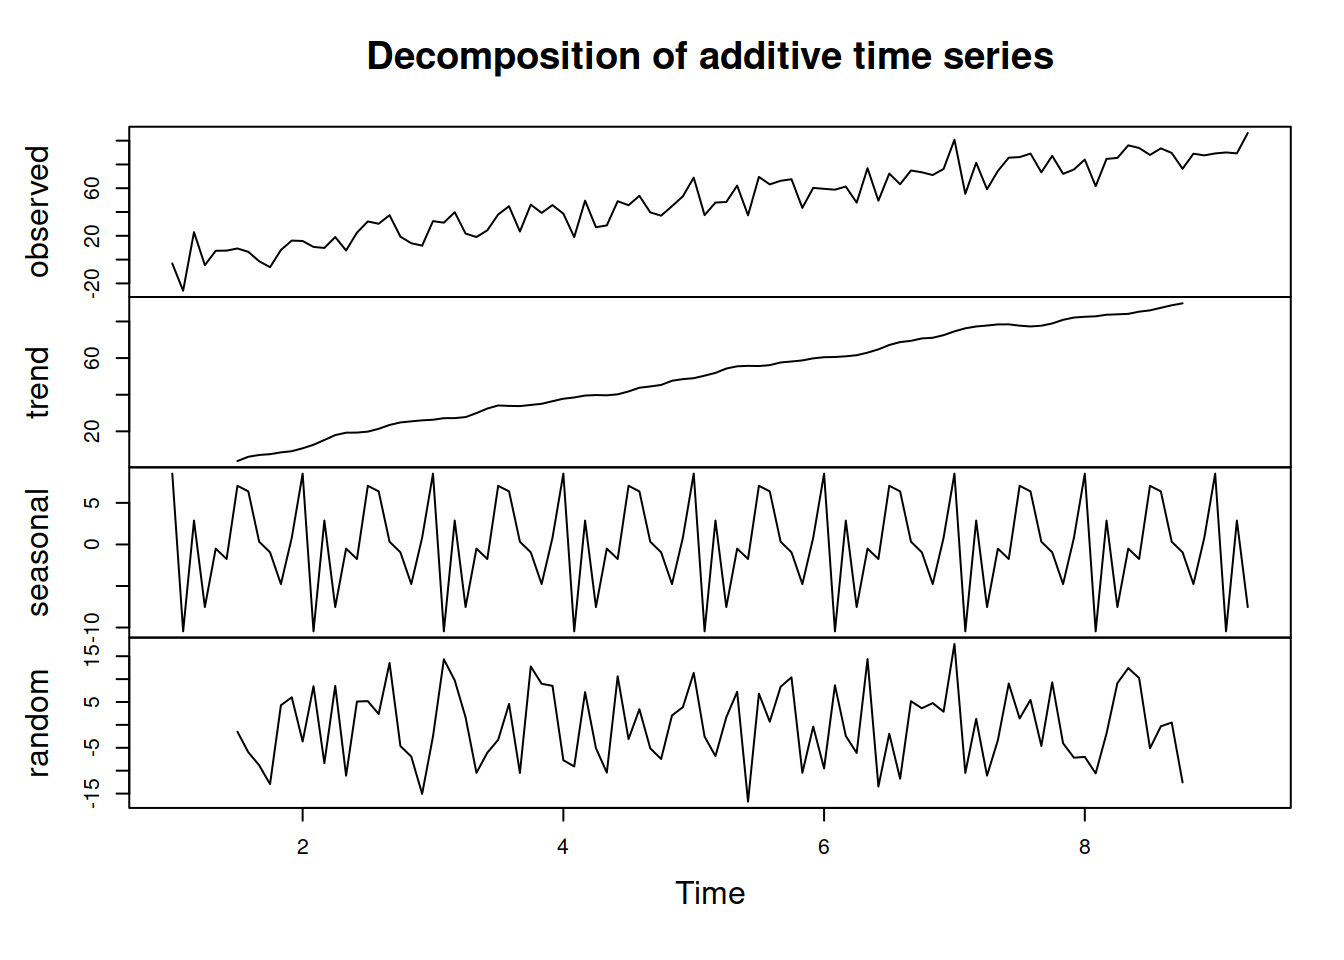 Decomposition of additive time series
observed
-20 20 60
trend
20 60
seasonal
-10 0 5
random
-15 -5 5 15
2 4 6 8
Time